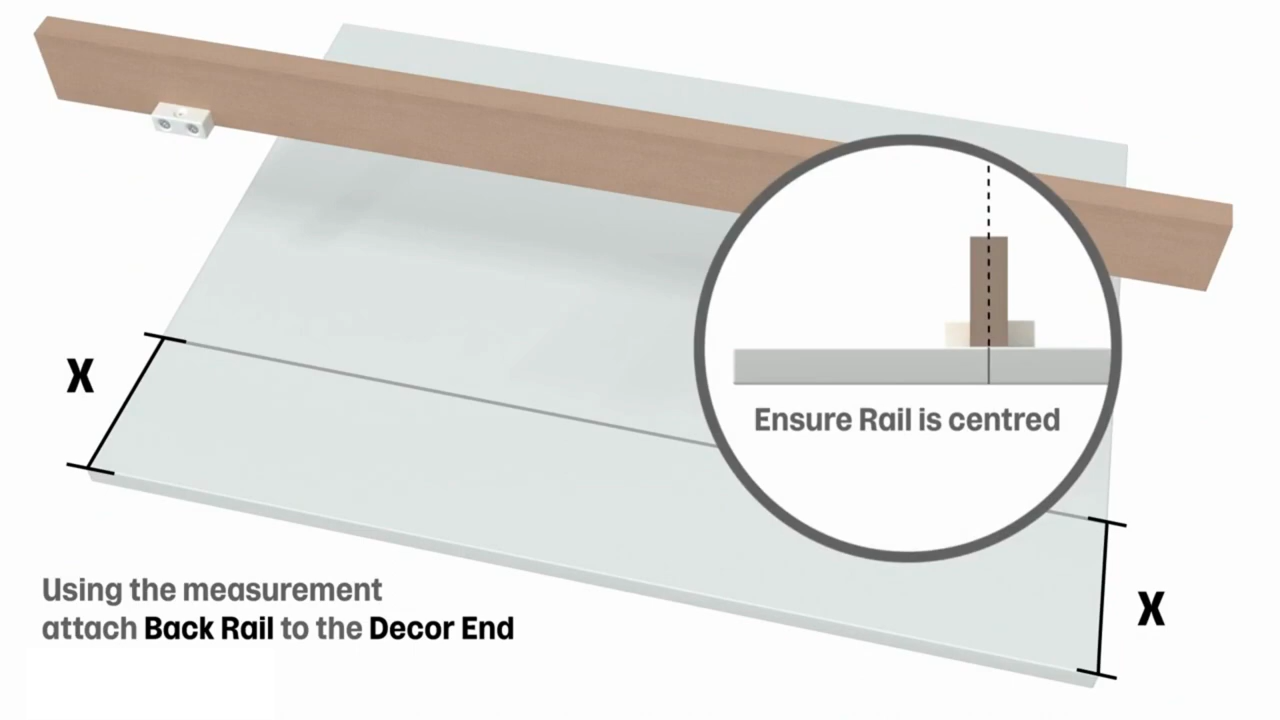 X
Ensure Rail is centred
Using the measurement
attach Back Rail to the Decor End
X